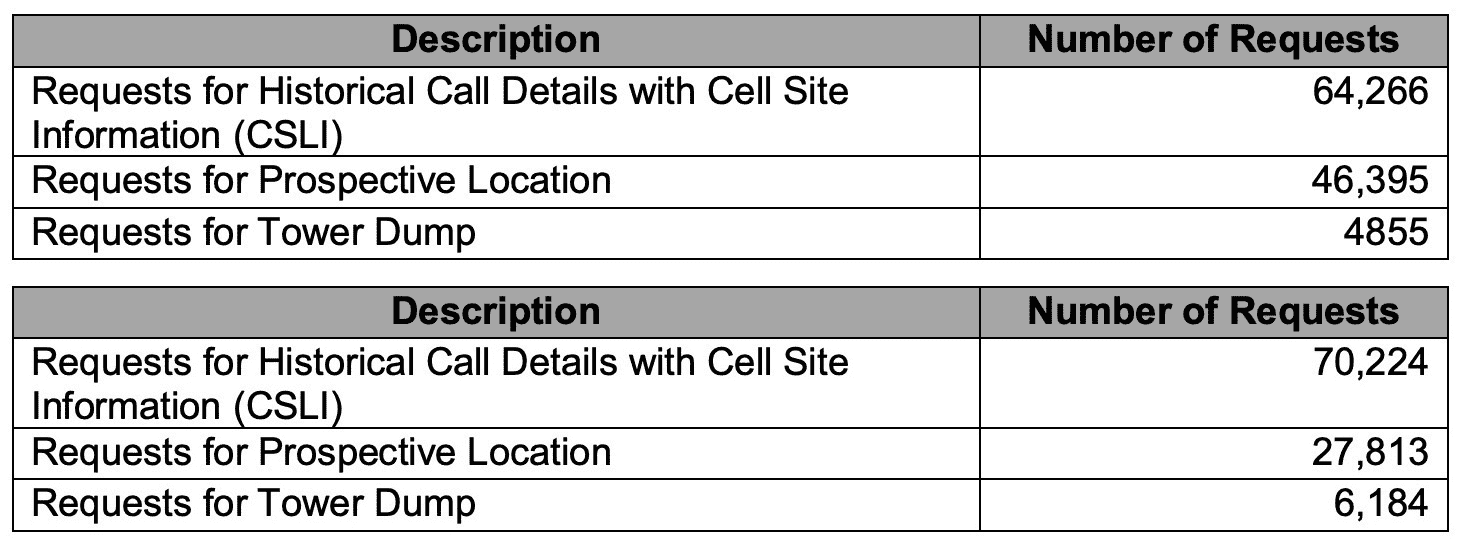 Description Number of Requests
Requests for Historical Call Details with Cell Site 64,266
Information (CSLI)
Requests for Prospective Location 46,395
Requests for Tower Dump 4855
Description Number of Requests
Requests for Historical Call Details with Cell Site 70,224
Information (CSLI)
Requests for Prospective Location 27,813
Requests for Tower Dump 6,184